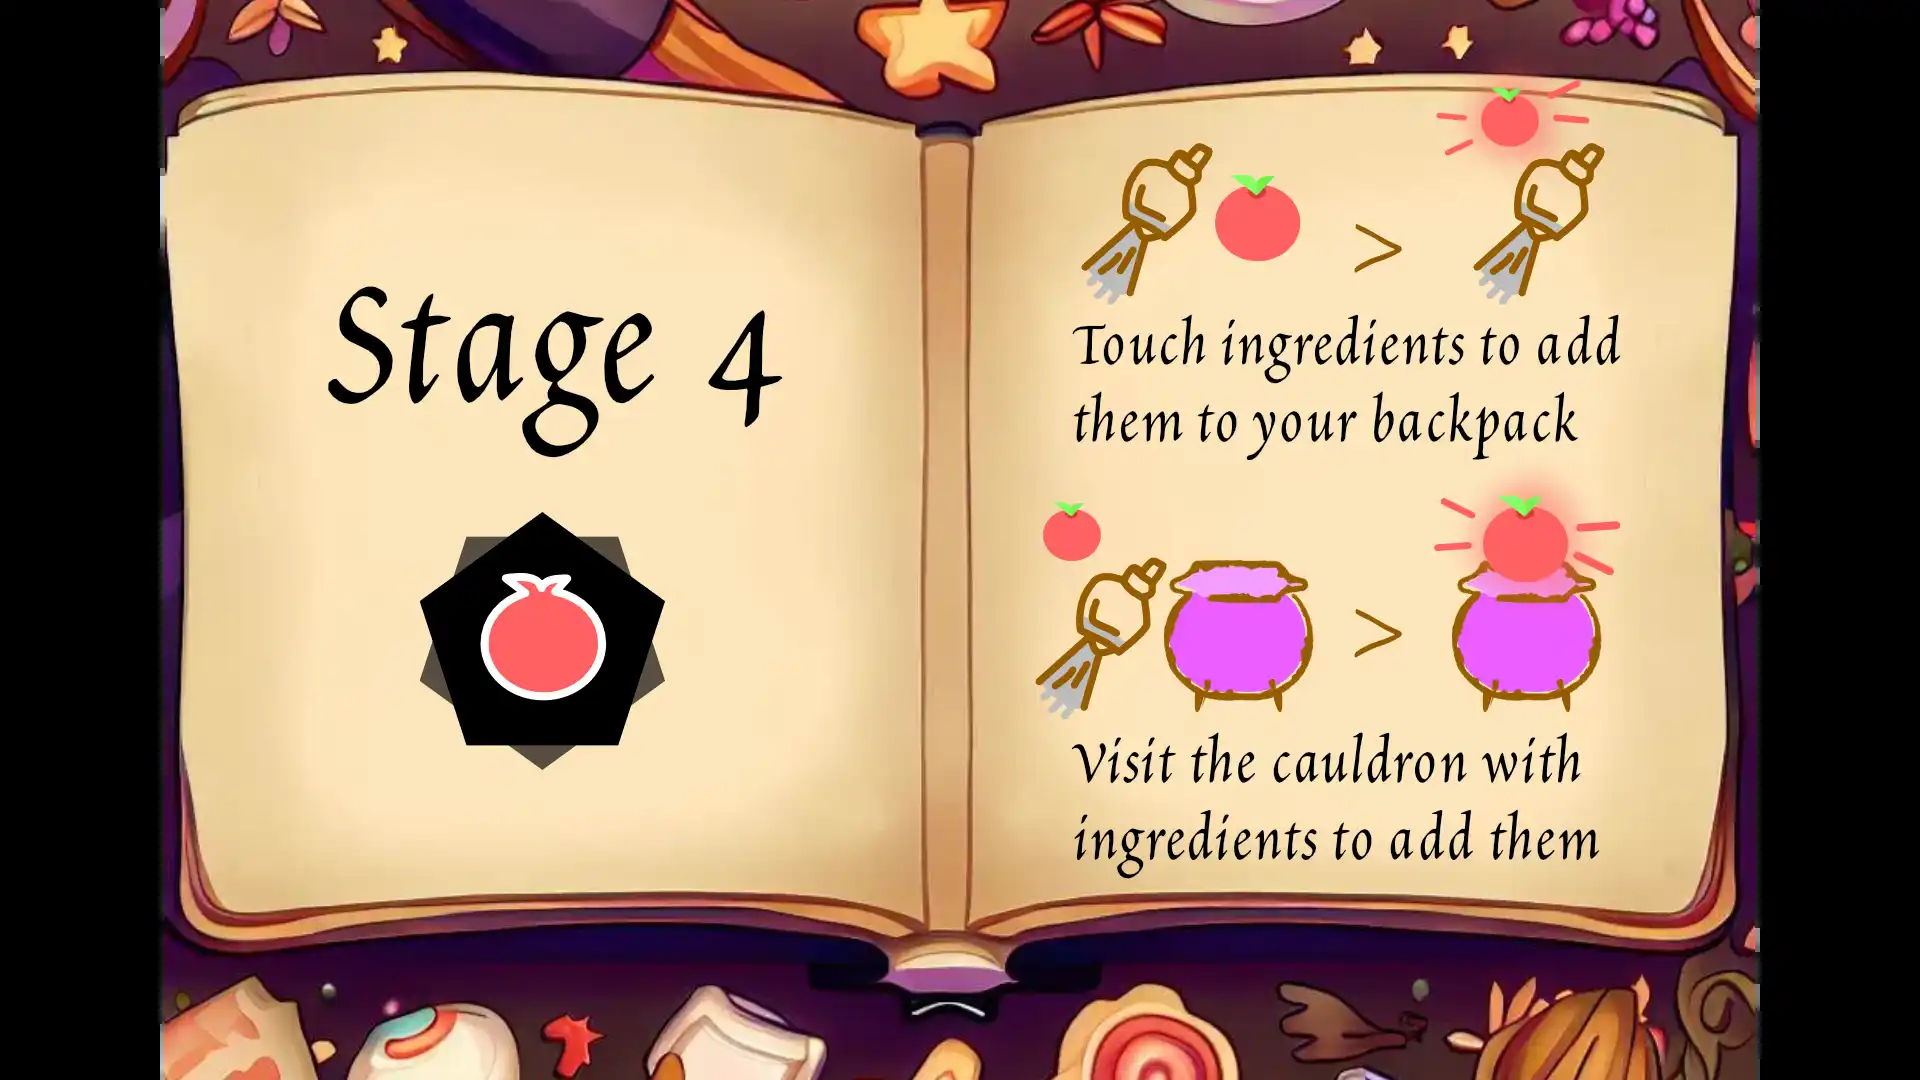 Stage 4
>
Touch ingredients to add
them to your backpack
>
Visit the cauldron with
ingredients to add them